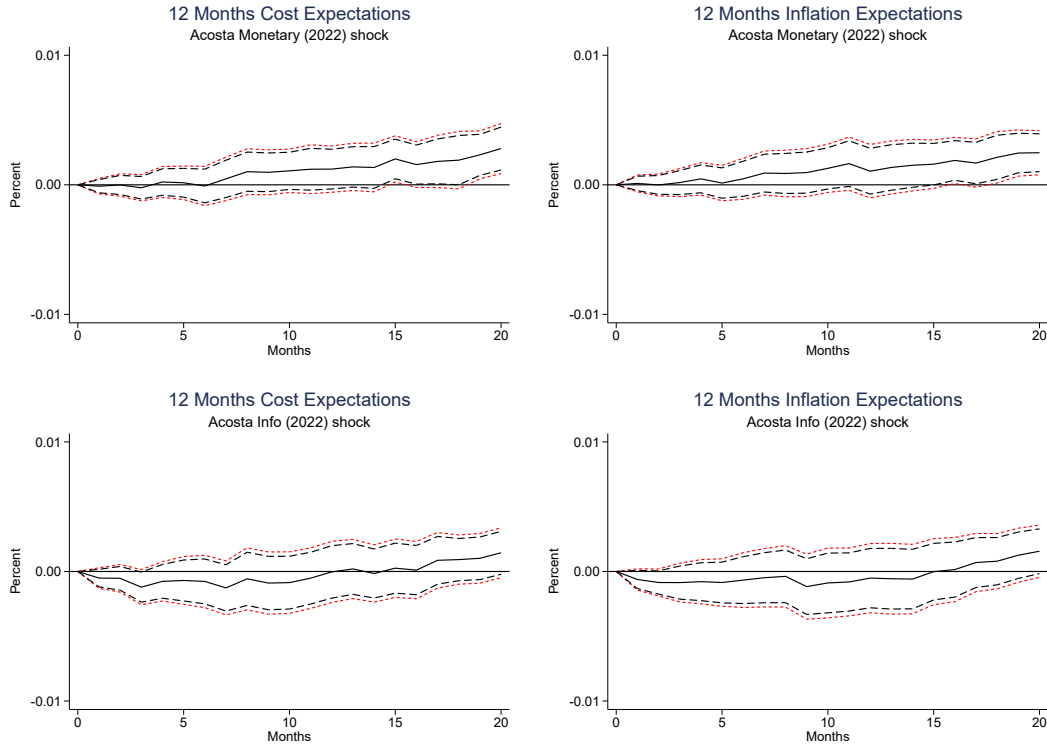 12 Months Cost Expectations
Acosta Monetary (2022) shock
0.01
0.00
-0.01
Percent
0
5
10
15
20
Months
12 Months Inflation Expectations
Acosta Monetary (2022) shock
0.01
0.00
-0.01
Percent
0
5
10
15
20
Months
12 Months Cost Expectations
Acosta Info (2022) shock
0.01
0.00
-0.01
Percent
0
5
10
15
20
Months
12 Months Inflation Expectations
Acosta Info (2022) shock
0.01
0.00
-0.01
Percent
0
5
10
15
20
Months